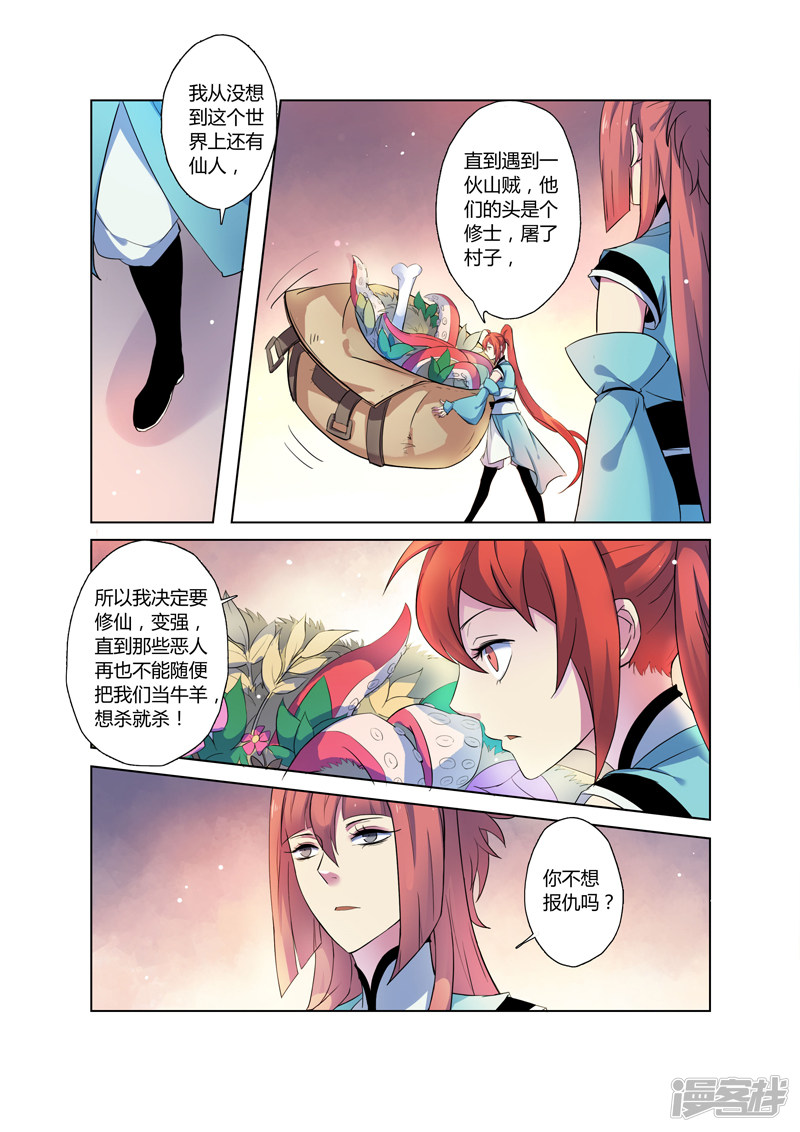 我从没想
到这个世
界上还有
仙人，
直到遇到一
伙山贼，他
们的头是个
修士，屠了
村子，
所以我决定要
修仙，变强，
直到那些恶人
再也不能随便
把我们当牛羊，
想杀就杀！
你不想
报仇吗？
漫客栈